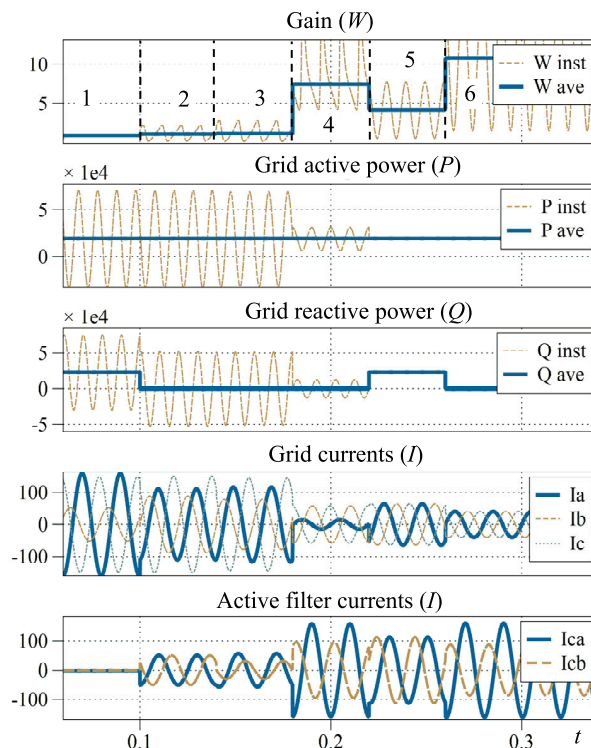 Gain (W)
10
5
1
2
3
4
5
6
W inst
W ave
× 1e4
Grid active power (P)
5
0
P inst
P ave
× 1e4
Grid reactive power (Q)
5
0
-5
Q inst
Q ave
Grid currents (I)
100
0
-100
Ia
Ib
Ic
Active filter currents (I)
100
0
-100
Ica
Icb
0.1
0.2
0.3
t